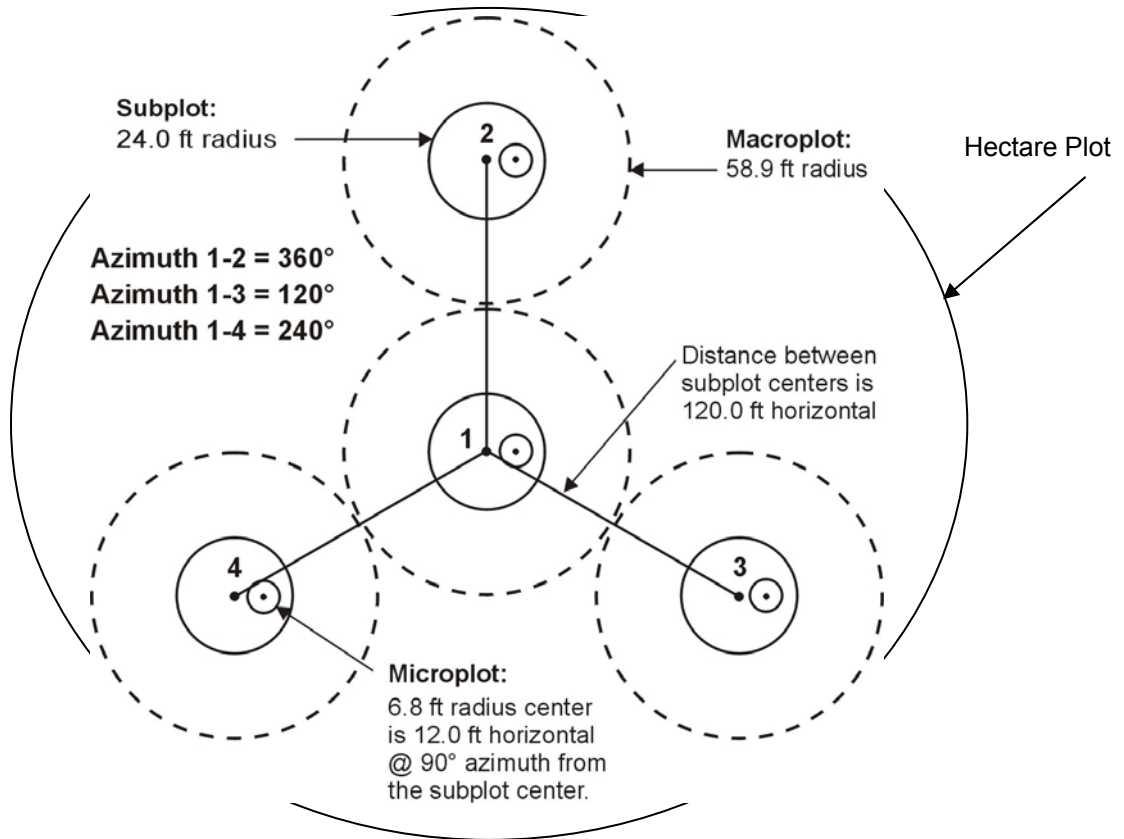 Subplot:
24.0 ft radius
2
Macroplot:
58.9 ft radius
Hectare Plot
Azimuth 1-2 = 360°
Azimuth 1-3 = 120°
Azimuth 1-4 = 240°
Distance between
subplot centers is
120.0 ft horizontal
1
4
3
Microplot:
6.8 ft radius center
is 12.0 ft horizontal
@ 90° azimuth from
the subplot center.